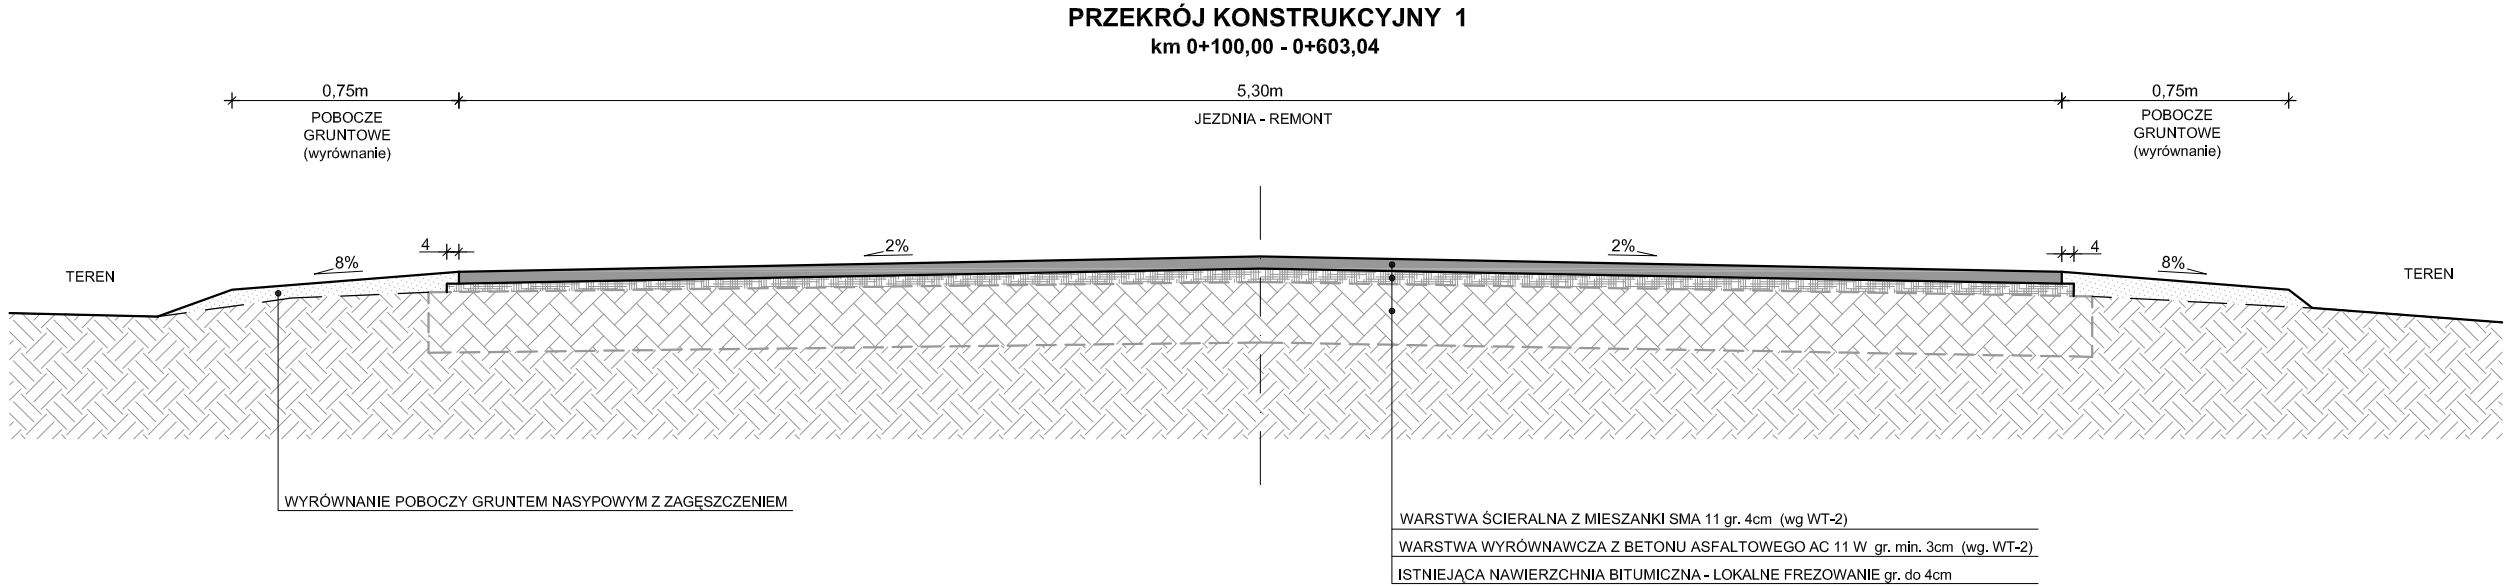 PRZEKRÓJ KONSTRUKCYJNY 1
km 0+100,00 - 0+603,04
0,75m
5,30m
0,75m
POBOCZE
GRUNTOWE
(wyrównanie)
JEZDNIA - REMONT
POBOCZE
GRUNTOWE
(wyrównanie)
4
2%
2%
4
8%
8%
TEREN
TEREN
WYRÓWNANIE POBOCZY GRUNTEM NASYPOWYM Z ZAGĘSZCZENIEM
WARSTWA ŚCIERALNA Z MIESZANKI SMA 11 gr. 4cm (wg WT-2)
WARSTWA WYRÓWNAWCZA Z BETONU ASFALTOWEGO AC 11 W gr. min. 3cm (wg. WT-2)
ISTNIEJĄCA NAWIERZCHNIA BITUMICZNA - LOKALNE FREZOWANIE gr. do 4cm